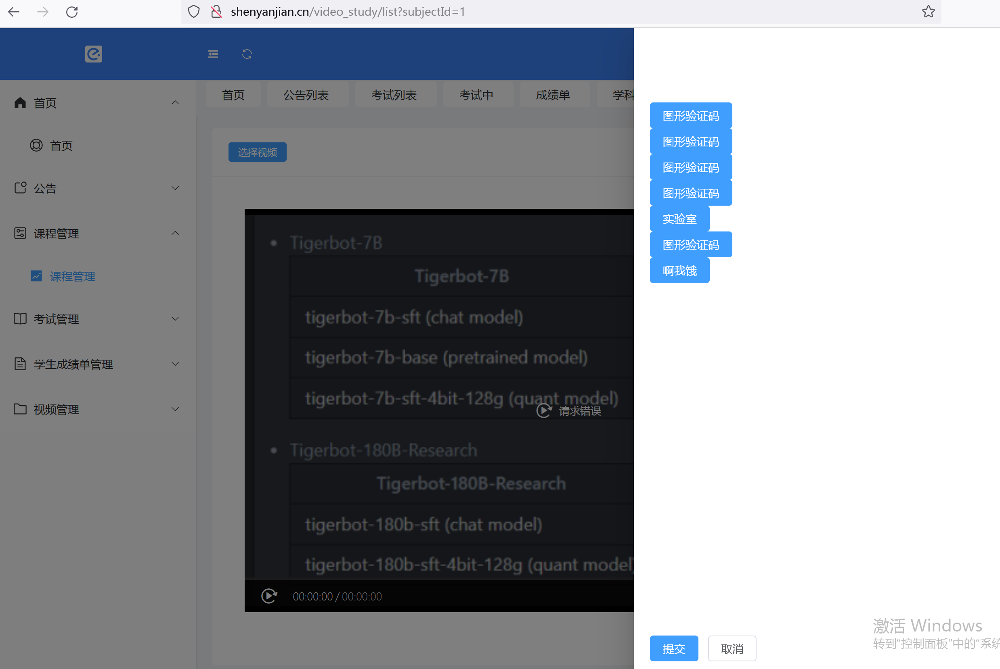 shenyanjian.cn/video_study/list?subjectId=1
首页
首页
公告
课程管理
课程管理
考试管理
学生成绩单管理
视频管理
首页 公告列表 考试列表 考试中 成绩单 学科
选择视频
Tigerbot-7B
Tigerbot-7B
tigerbot-7b-sft (chat model)
tigerbot-7b-base (pretrained model)
tigerbot-7b-sft-4bit-128g (quant model)
请求错误
Tigerbot-180B-Research
Tigerbot-180B-Research
tigerbot-180b-sft (chat model)
tigerbot-180b-sft-4bit-128g (quant model)
00:00:00 / 00:00:00
图形验证码
图形验证码
图形验证码
图形验证码
实验室
图形验证码
啊我饿
提交 取消
激活 Windows
转到“控制面板”中的“系统